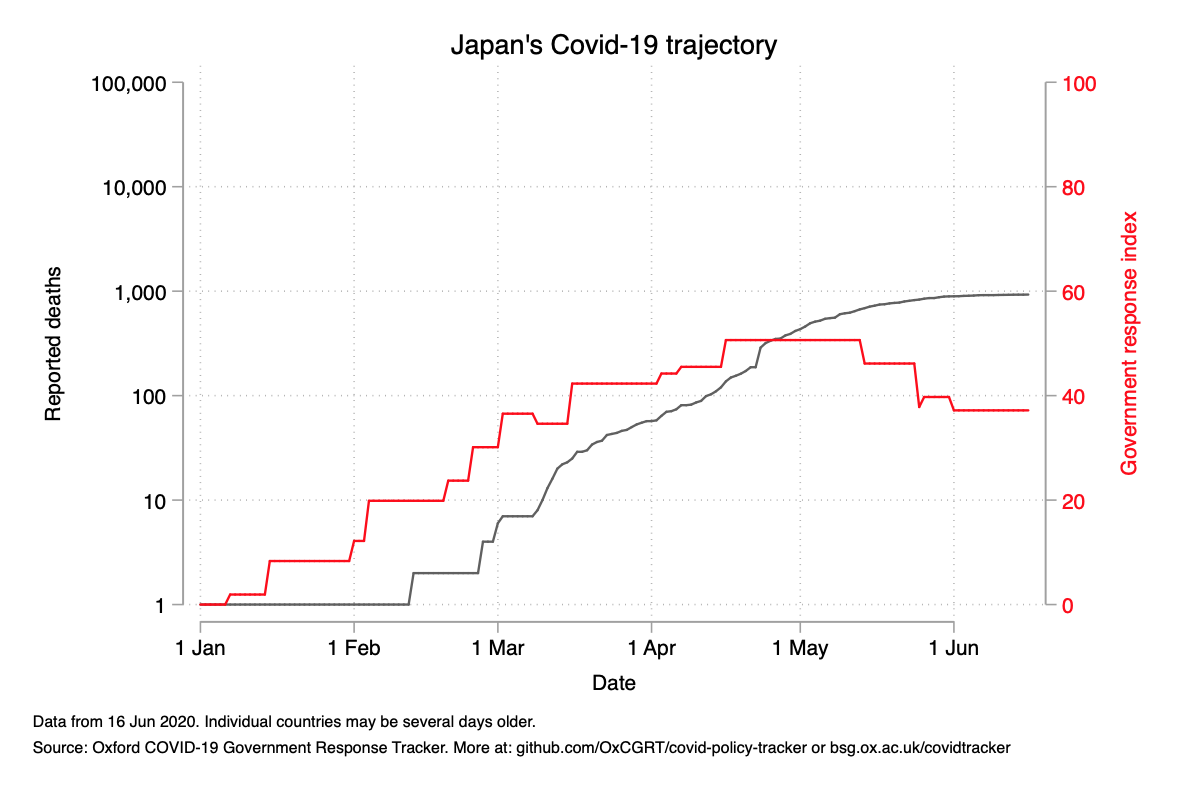 Japan's Covid-19 trajectory
100,000
10,000
1,000
100
10
1
Reported deaths
100
80
60
40
20
0
Government response index
1 Jan
1 Feb
1 Mar
1 Apr
1 May
1 Jun
Date
Data from 16 Jun 2020. Individual countries may be several days older.
Source: Oxford COVID-19 Government Response Tracker. More at: github.com/OxCGRT/covid-policy-tracker or bsg.ox.ac.uk/covidtracker